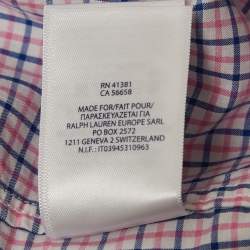 RN 41381
CA 56658
MADE FOR/FAIT POUR/
ΠΑΡΑΣΚΕΥΑΖΕΤΑΙ ΓΙΑ
RALPH LAUREN EUROPE SARL
PO BOX 2572
1211 GENEVA 2 SWITZERLAND
N.I.F.: IT03945310963